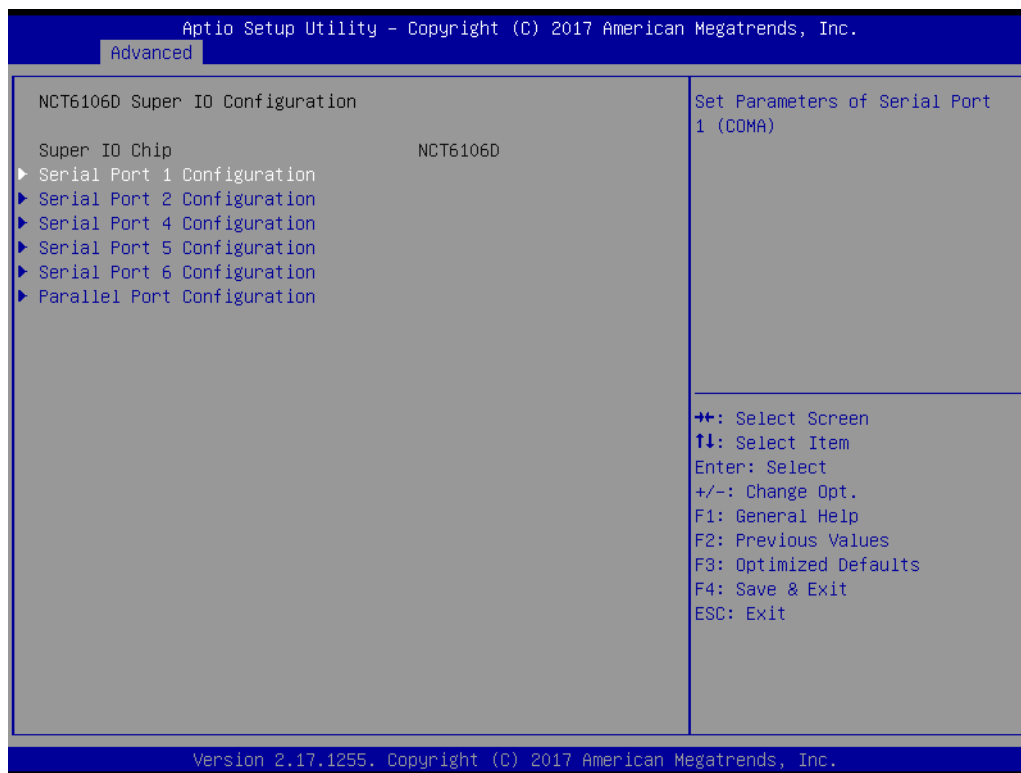 Aptio Setup Utility – Copyright (C) 2017 American Megatrends, Inc.
Advanced
NCT6106D Super IO Configuration
Super IO Chip NCT6106D
▶ Serial Port 1 Configuration
▶ Serial Port 2 Configuration
▶ Serial Port 4 Configuration
▶ Serial Port 5 Configuration
▶ Serial Port 6 Configuration
▶ Parallel Port Configuration
Set Parameters of Serial Port
1 (COMA)
→←: Select Screen
↑↓: Select Item
Enter: Select
+/-: Change Opt.
F1: General Help
F2: Previous Values
F3: Optimized Defaults
F4: Save & Exit
ESC: Exit
Version 2.17.1255. Copyright (C) 2017 American Megatrends, Inc.